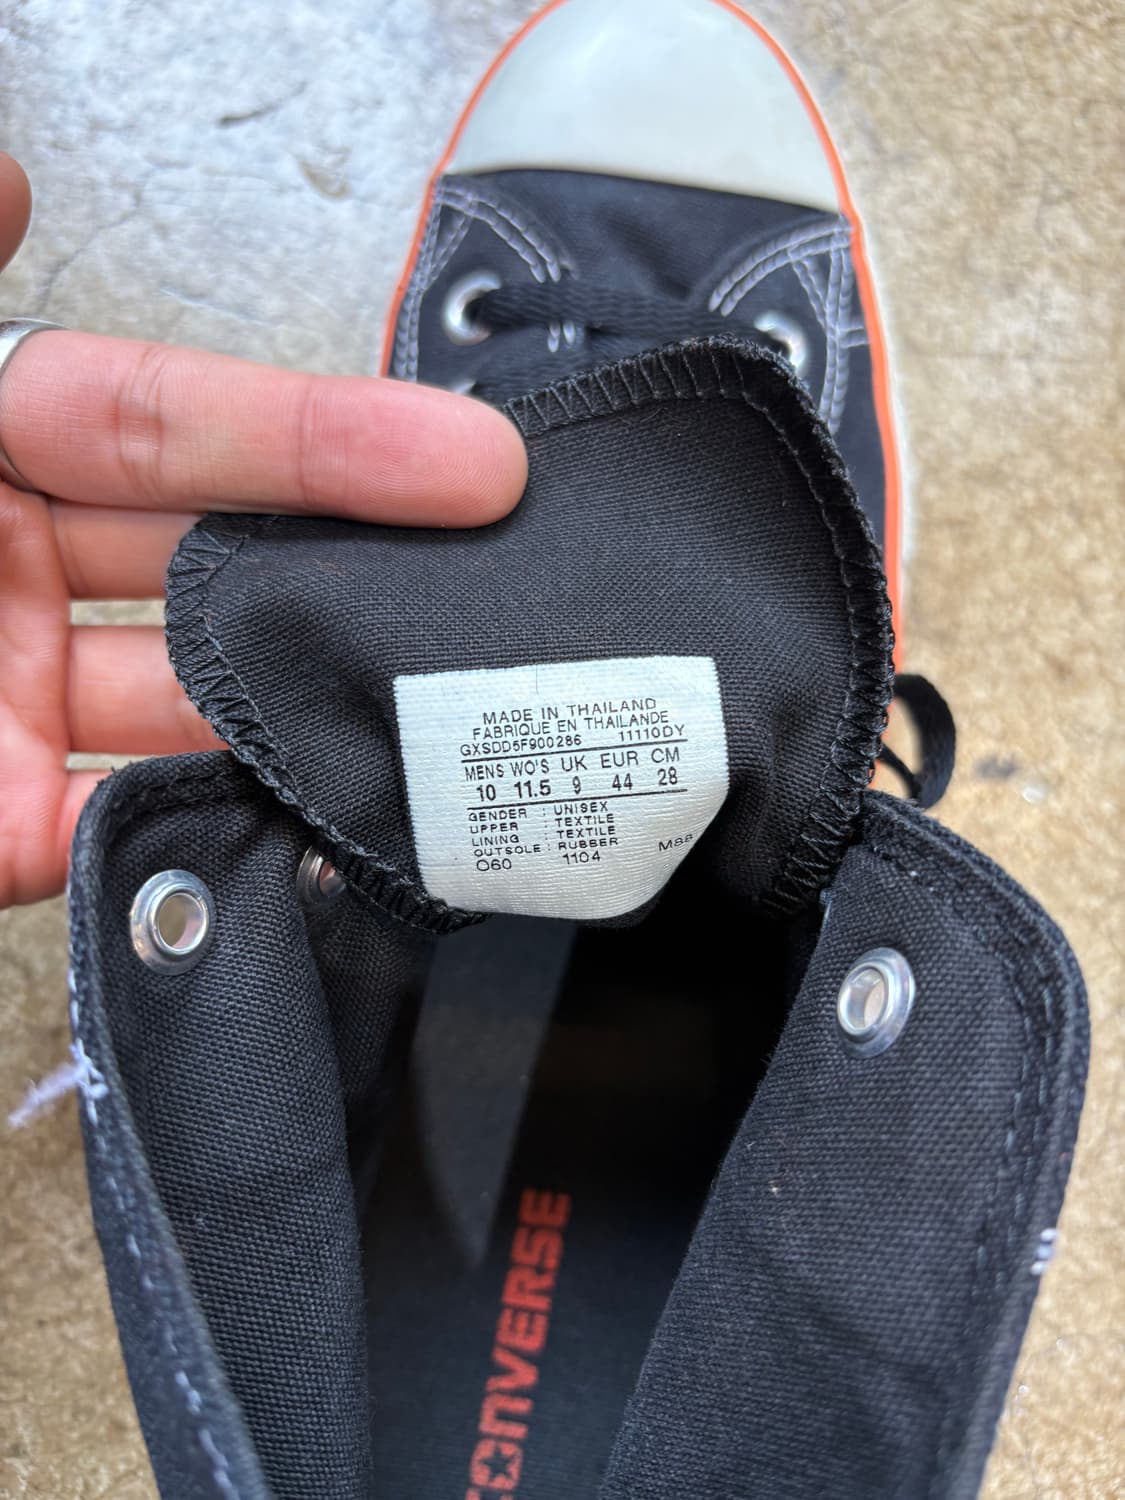 MADE IN THAILAND
FABRIQUE EN THAILANDE
GXSDD5F900286 11110DY
MENS WO'S UK EUR CM
10 11.5 9 44 28
GENDER : UNISEX
UPPER : TEXTILE
LINING : TEXTILE
OUTSOLE : RUBBER
O60 1104
CONVERSE